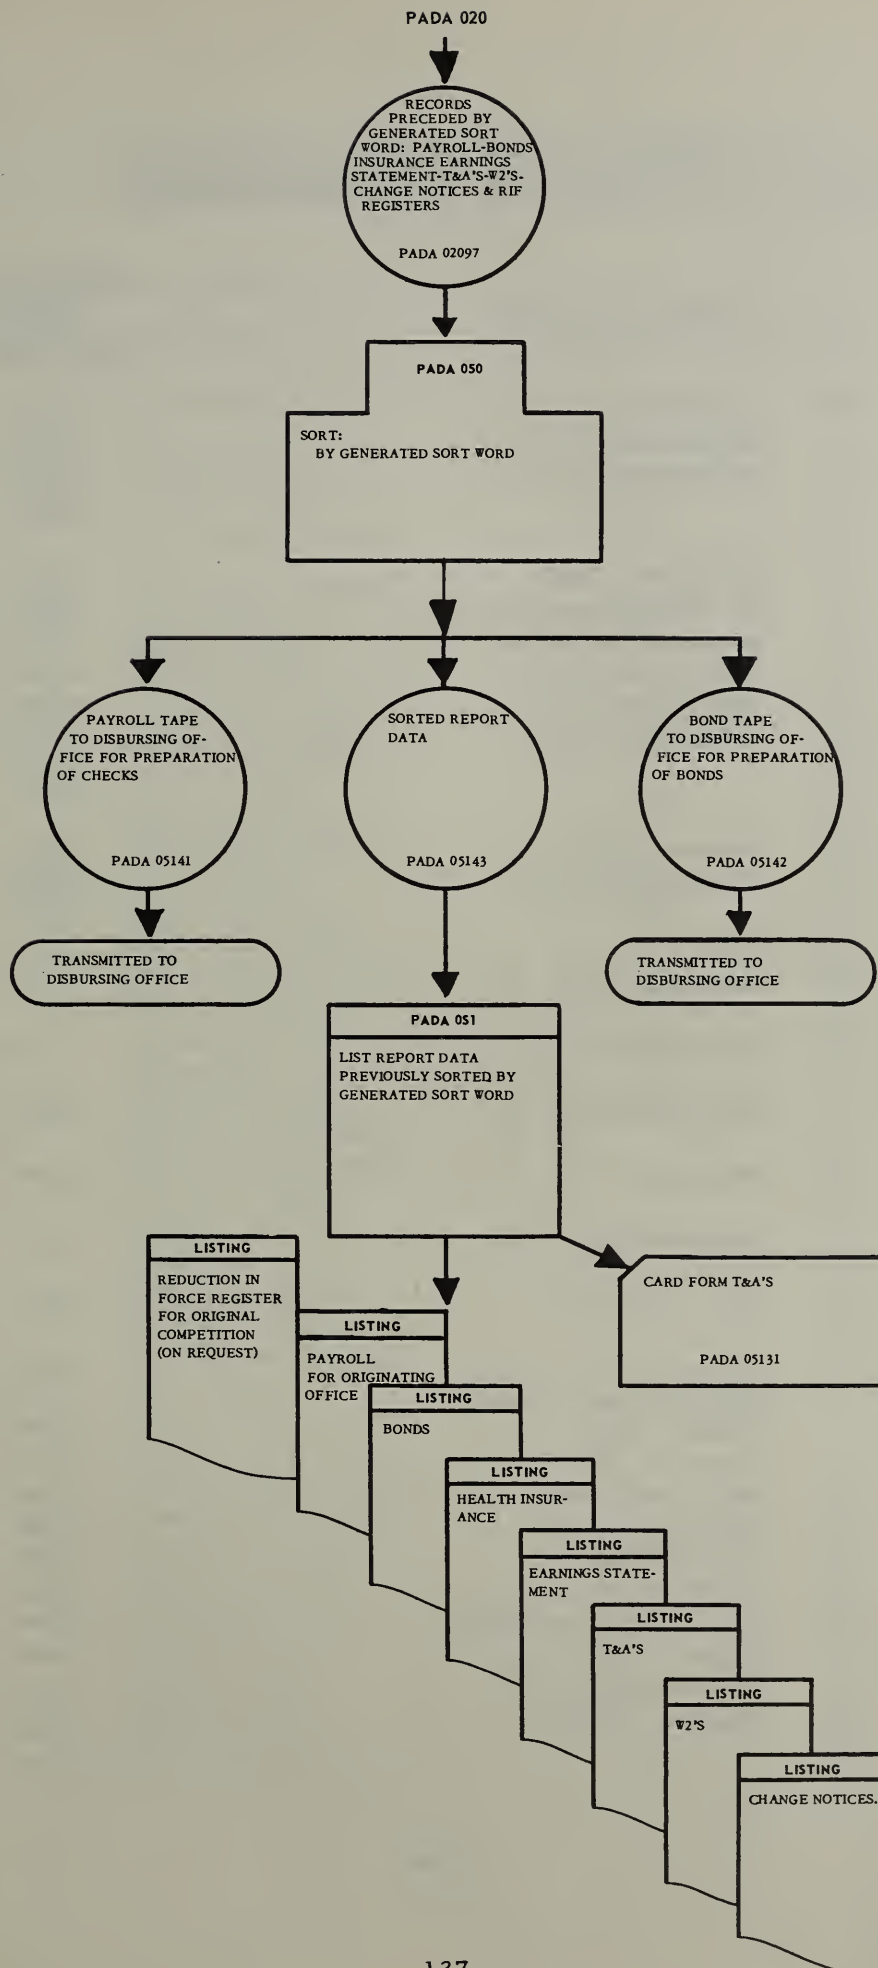 PADA 020
RECORDS
PRECEDED BY
GENERATED SORT
WORD: PAYROLL-BONDS
INSURANCE EARNINGS
STATEMENT-T&A'S-W2'S-
CHANGE NOTICES & RIF
REGISTERS
PADA 02097
PADA 050
SORT:
BY GENERATED SORT WORD
PAYROLL TAPE
TO DISBURSING OF-
FICE FOR PREPARATION
OF CHECKS
PADA 05141
SORTED REPORT
DATA
PADA 05143
BOND TAPE
TO DISBURSING OF-
FICE FOR PREPARATION
OF BONDS
PADA 05142
TRANSMITTED TO
DISBURSING OFFICE
TRANSMITTED TO
DISBURSING OFFICE
PADA 051
LIST REPORT DATA
PREVIOUSLY SORTED BY
GENERATED SORT WORD
CARD FORM T&A'S
PADA 05131
LISTING
REDUCTION IN
FORCE REGISTER
FOR ORIGINAL
COMPETITION
(ON REQUEST)
LISTING
PAYROLL
FOR ORIGINATING
OFFICE
LISTING
BONDS
LISTING
HEALTH INSUR-
ANCE
LISTING
EARNINGS STATE-
MENT
LISTING
T&A'S
LISTING
W2'S
LISTING
CHANGE NOTICES.